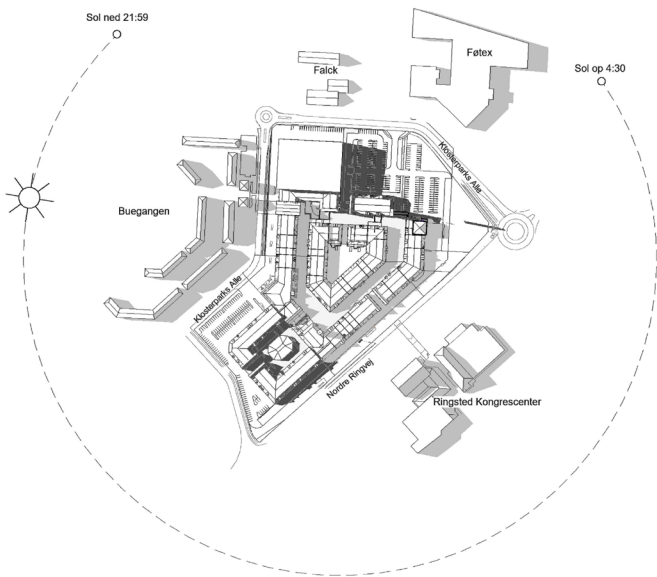 Sol ned 21:59
Føtex
Sol op 4:30
Falck
Klosterparks Alle
Buegangen
Klosterparks Alle
Nordre Ringvej
Ringsted Kongrescenter